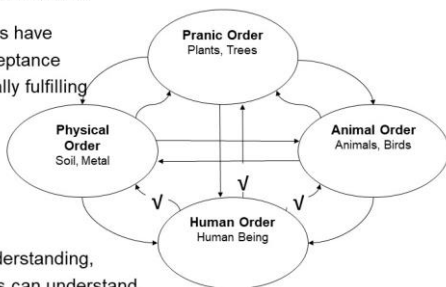 s have
eptance
ally fulfilling
Pranic Order
Plants, Trees
Physical
Order
Soil, Metal
Animal Order
Animals, Birds
√
√
√
Human Order
Human Being
derstanding,
s can understand